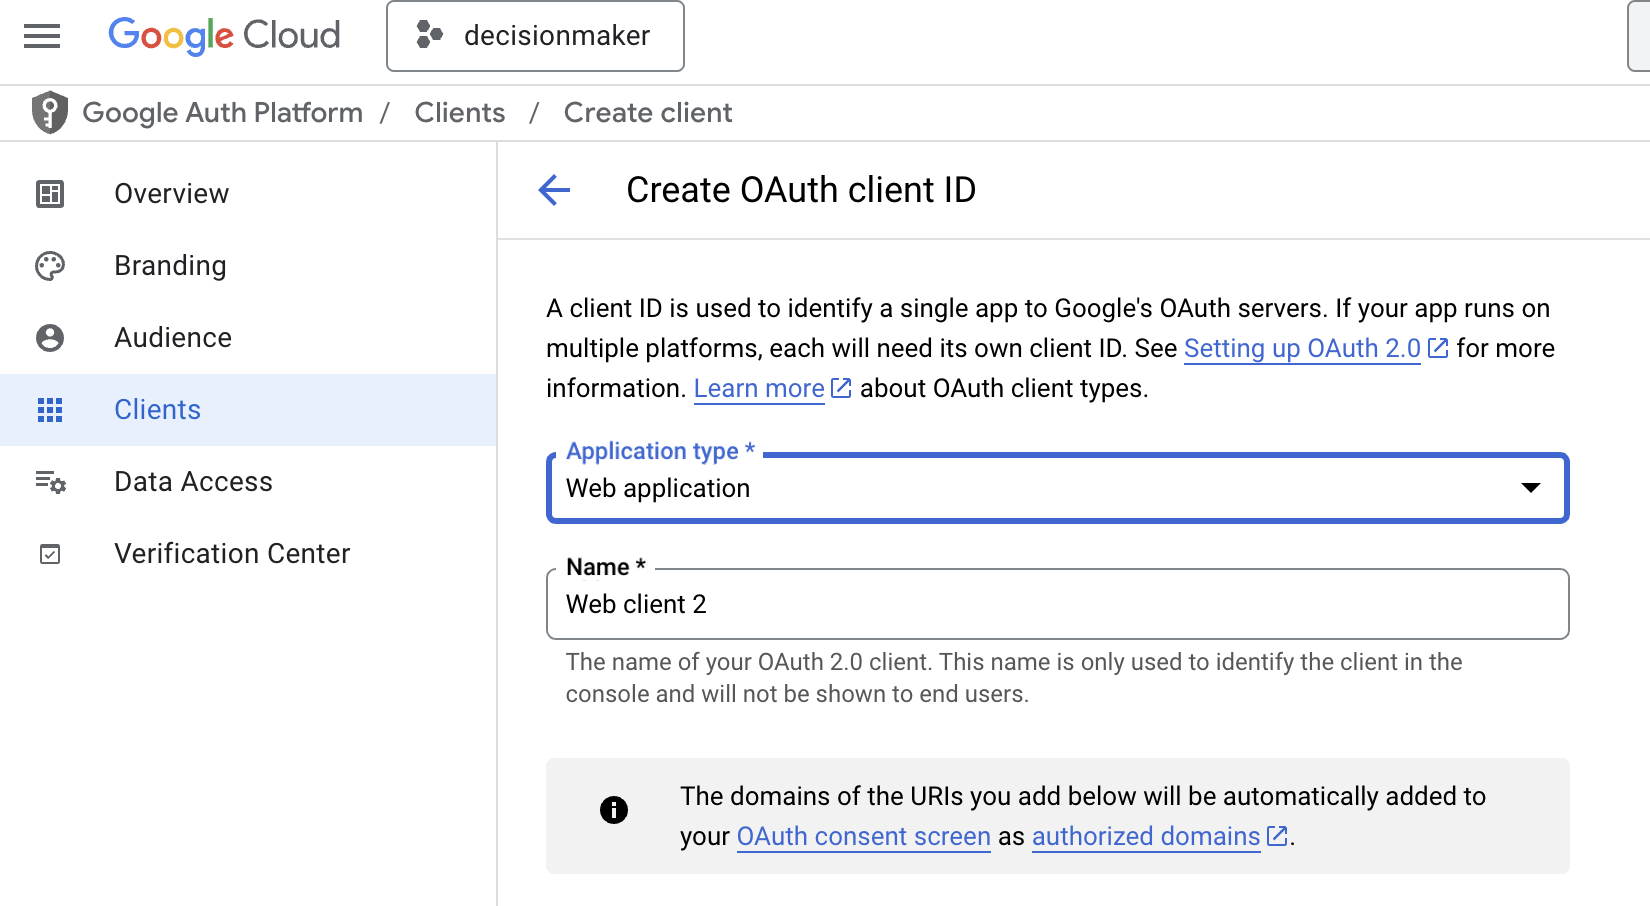 Google Cloud
decisionmaker
Google Auth Platform / Clients / Create client
Overview
Branding
Audience
Clients
Data Access
Verification Center
Create OAuth client ID
A client ID is used to identify a single app to Google's OAuth servers. If your app runs on
multiple platforms, each will need its own client ID. See Setting up OAuth 2.0 for more
information. Learn more about OAuth client types.
Application type *
Web application
Name *
Web client 2
The name of your OAuth 2.0 client. This name is only used to identify the client in the
console and will not be shown to end users.
The domains of the URIs you add below will be automatically added to
your OAuth consent screen as authorized domains.